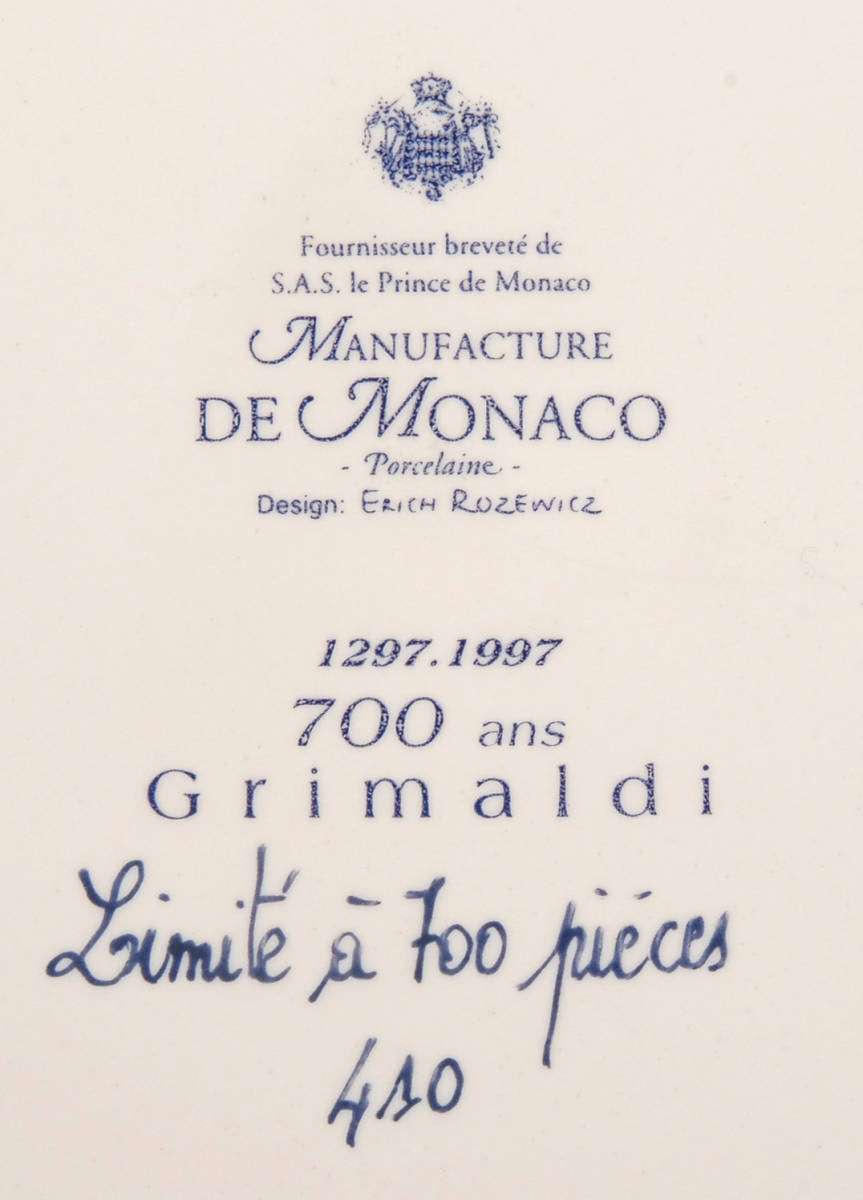 Fournisseur breveté de
S.A.S. le Prince de Monaco
MANUFACTURE
DE MONACO
- Porcelaine -
Design: ERICH ROZEWICZ
1297.1997
700 ans
Grimaldi
Limité à 700 piéces
410